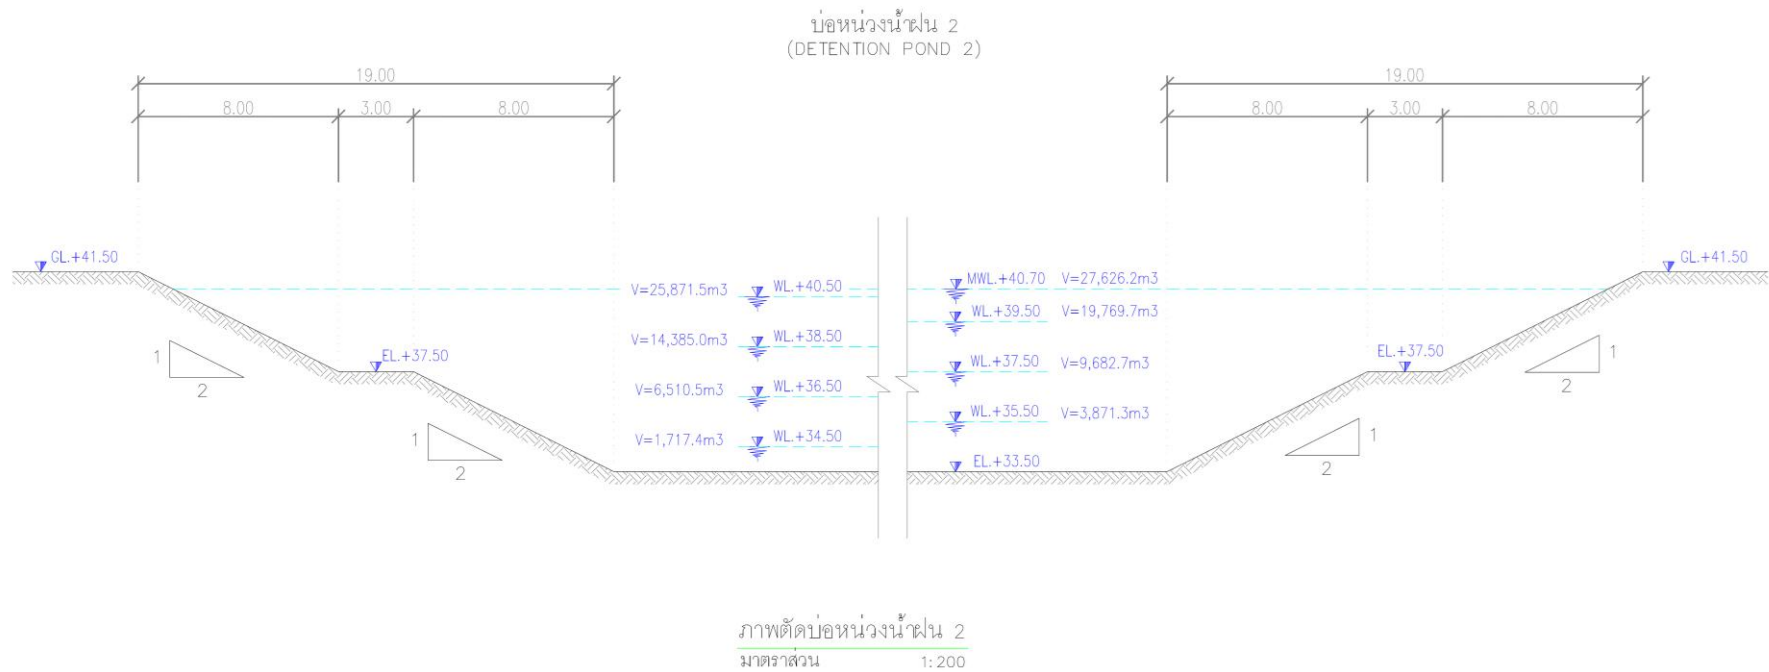 บ่อหน่วงน้ำฝน 2
(DETENTION POND 2)
19.00 19.00
8.00 3.00 8.00 8.00 3.00 8.00
GL.+41.50 GL.+41.50
V=25,871.5m3 WL.+40.50 MWL.+40.70 V=27,626.2m3
WL.+39.50 V=19,769.7m3
V=14,385.0m3 WL.+38.50
1 2 EL.+37.50 WL.+37.50 V=9,682.7m3 EL.+37.50 1 2
V=6,510.5m3 WL.+36.50
WL.+35.50 V=3,871.3m3
1 2 V=1,717.4m3 WL.+34.50 1 2
EL.+33.50
ภาพตัดบ่อหน่วงน้ำฝน 2
มาตราส่วน 1:200